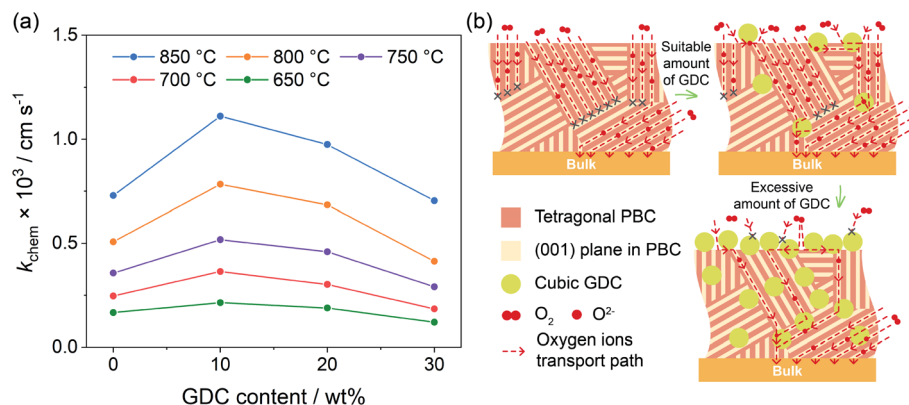 (a)
1.5
1.0
0.5
0.0
k_chem × 10³ / cm s⁻¹
850 °C 800 °C 750 °C
700 °C 650 °C
0 10 20 30
GDC content / wt%
(b)
Suitable
amount
of GDC
Bulk
Bulk
Excessive
amount of GDC
Tetragonal PBC
(001) plane in PBC
Cubic GDC
O₂ O²⁻
Oxygen ions
transport path
Bulk